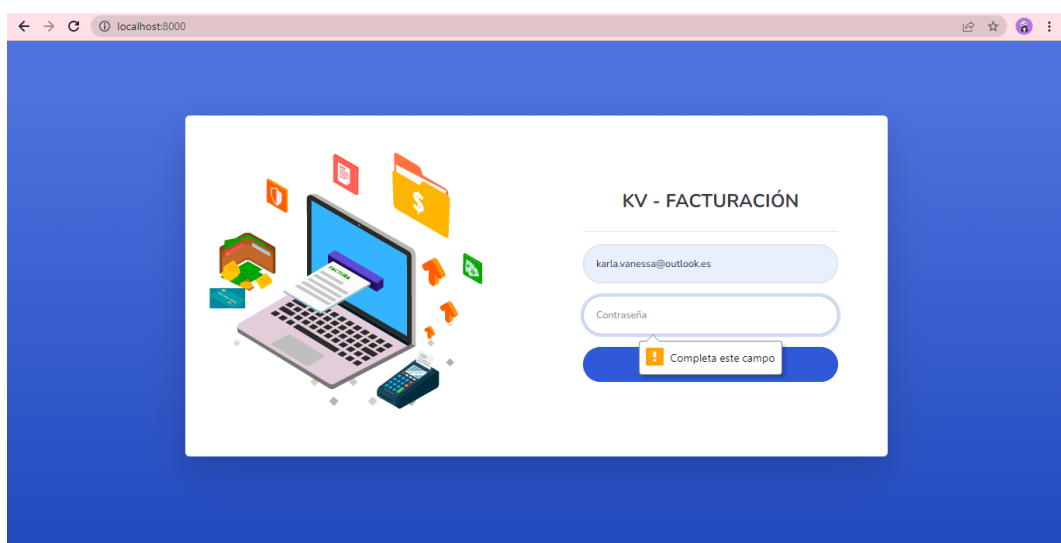 localhost:8000
$
FACTURA
KV - FACTURACIÓN
karla.vanessa@outlook.es
Contraseña
! Completa este campo